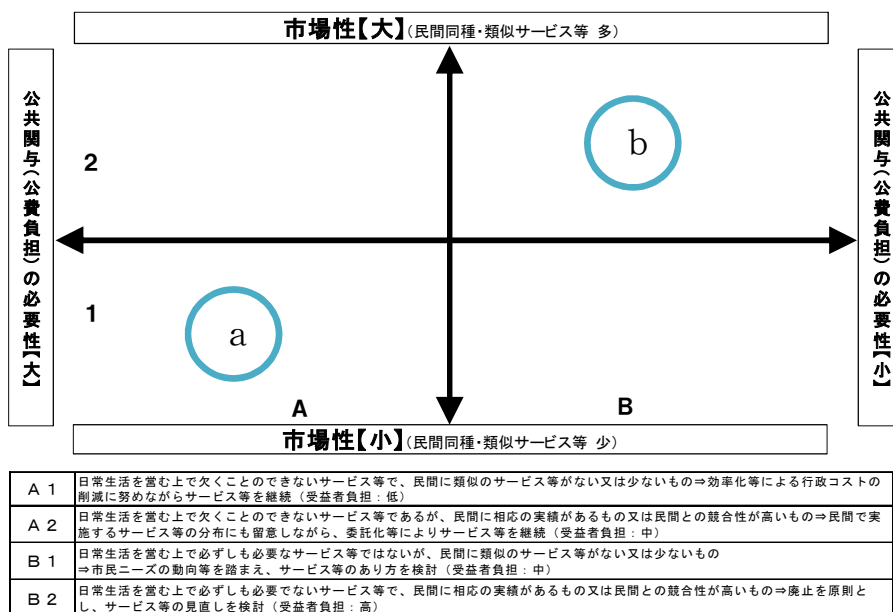 市場性【大】(民間同種・類似サービス等 多)
公共関与(公費負担)の必要性【大】
公共関与(公費負担)の必要性【小】
2
b
1
a
A
B
市場性【小】(民間同種・類似サービス等 少)
A 1
日常生活を営む上で欠くことのできないサービス等で、民間に類似のサービス等がない又は少ないもの⇒効率化等による行政コストの
削減に努めながらサービス等を継続(受益者負担:低)
A 2
日常生活を営む上で欠くことのできないサービス等であるが、民間に相応の実績があるもの又は民間との競合性が高いもの⇒民間で実
施するサービス等の分布にも留意しながら、委託化等によりサービス等を継続(受益者負担:中)
B 1
日常生活を営む上で必ずしも必要なサービス等ではないが、民間に類似のサービス等がない又は少ないもの
⇒市民ニーズの動向等を踏まえ、サービス等のあり方を検討(受益者負担:中)
B 2
日常生活を営む上で必ずしも必要でないサービス等で、民間に相応の実績があるもの又は民間との競合性が高いもの⇒廃止を原則と
し、サービス等の見直しを検討(受益者負担:高)